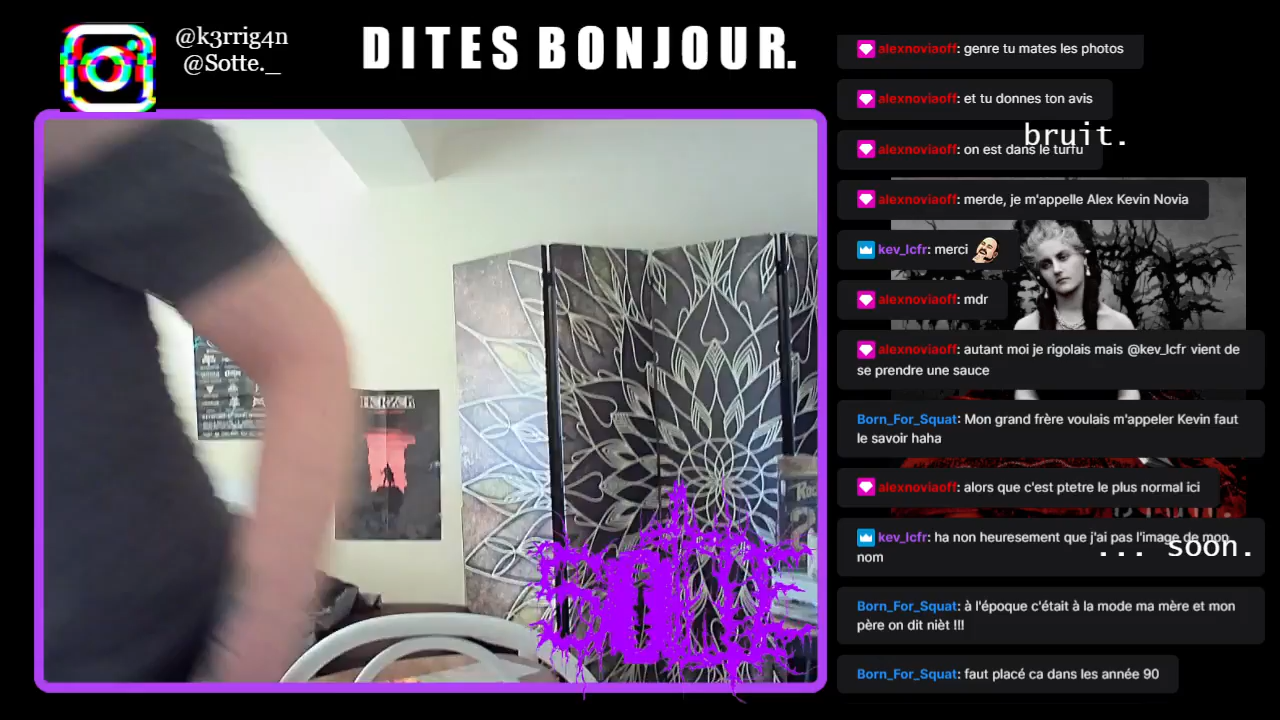 @k3rrig4n
@Sotte._
DITES BONJOUR.
alexnoviaoff: genre tu mates les photos
alexnoviaoff: et tu donnes ton avis
bruit.
alexnoviaoff: on est dans le turfu
alexnoviaoff: merde, je m'appelle Alex Kevin Novia
kev_lcfr: merci
alexnoviaoff: mdr
alexnoviaoff: autant moi je rigolais mais @kev_lcfr vient de
se prendre une sauce
Born_For_Squat: Mon grand frère voulais m'appeler Kevin faut
le savoir haha
alexnoviaoff: alors que c'est ptetre le plus normal ici
kev_lcfr: ha non heuresement que j'ai pas l'image de mon
nom
... soon.
Born_For_Squat: à l'époque c'était à la mode ma mère et mon
père on dit nièt !!!
Born_For_Squat: faut placé ca dans les année 90